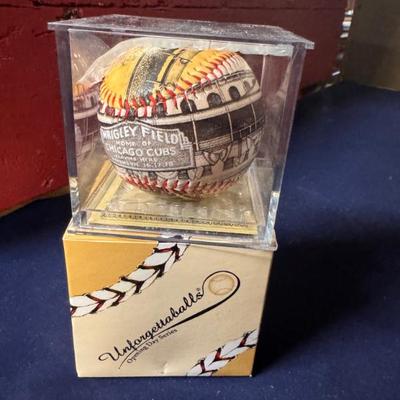 WRIGLEY FIELD
HOME OF
CHICAGO CUBS
Unforgettaballs®
Opening Day Series